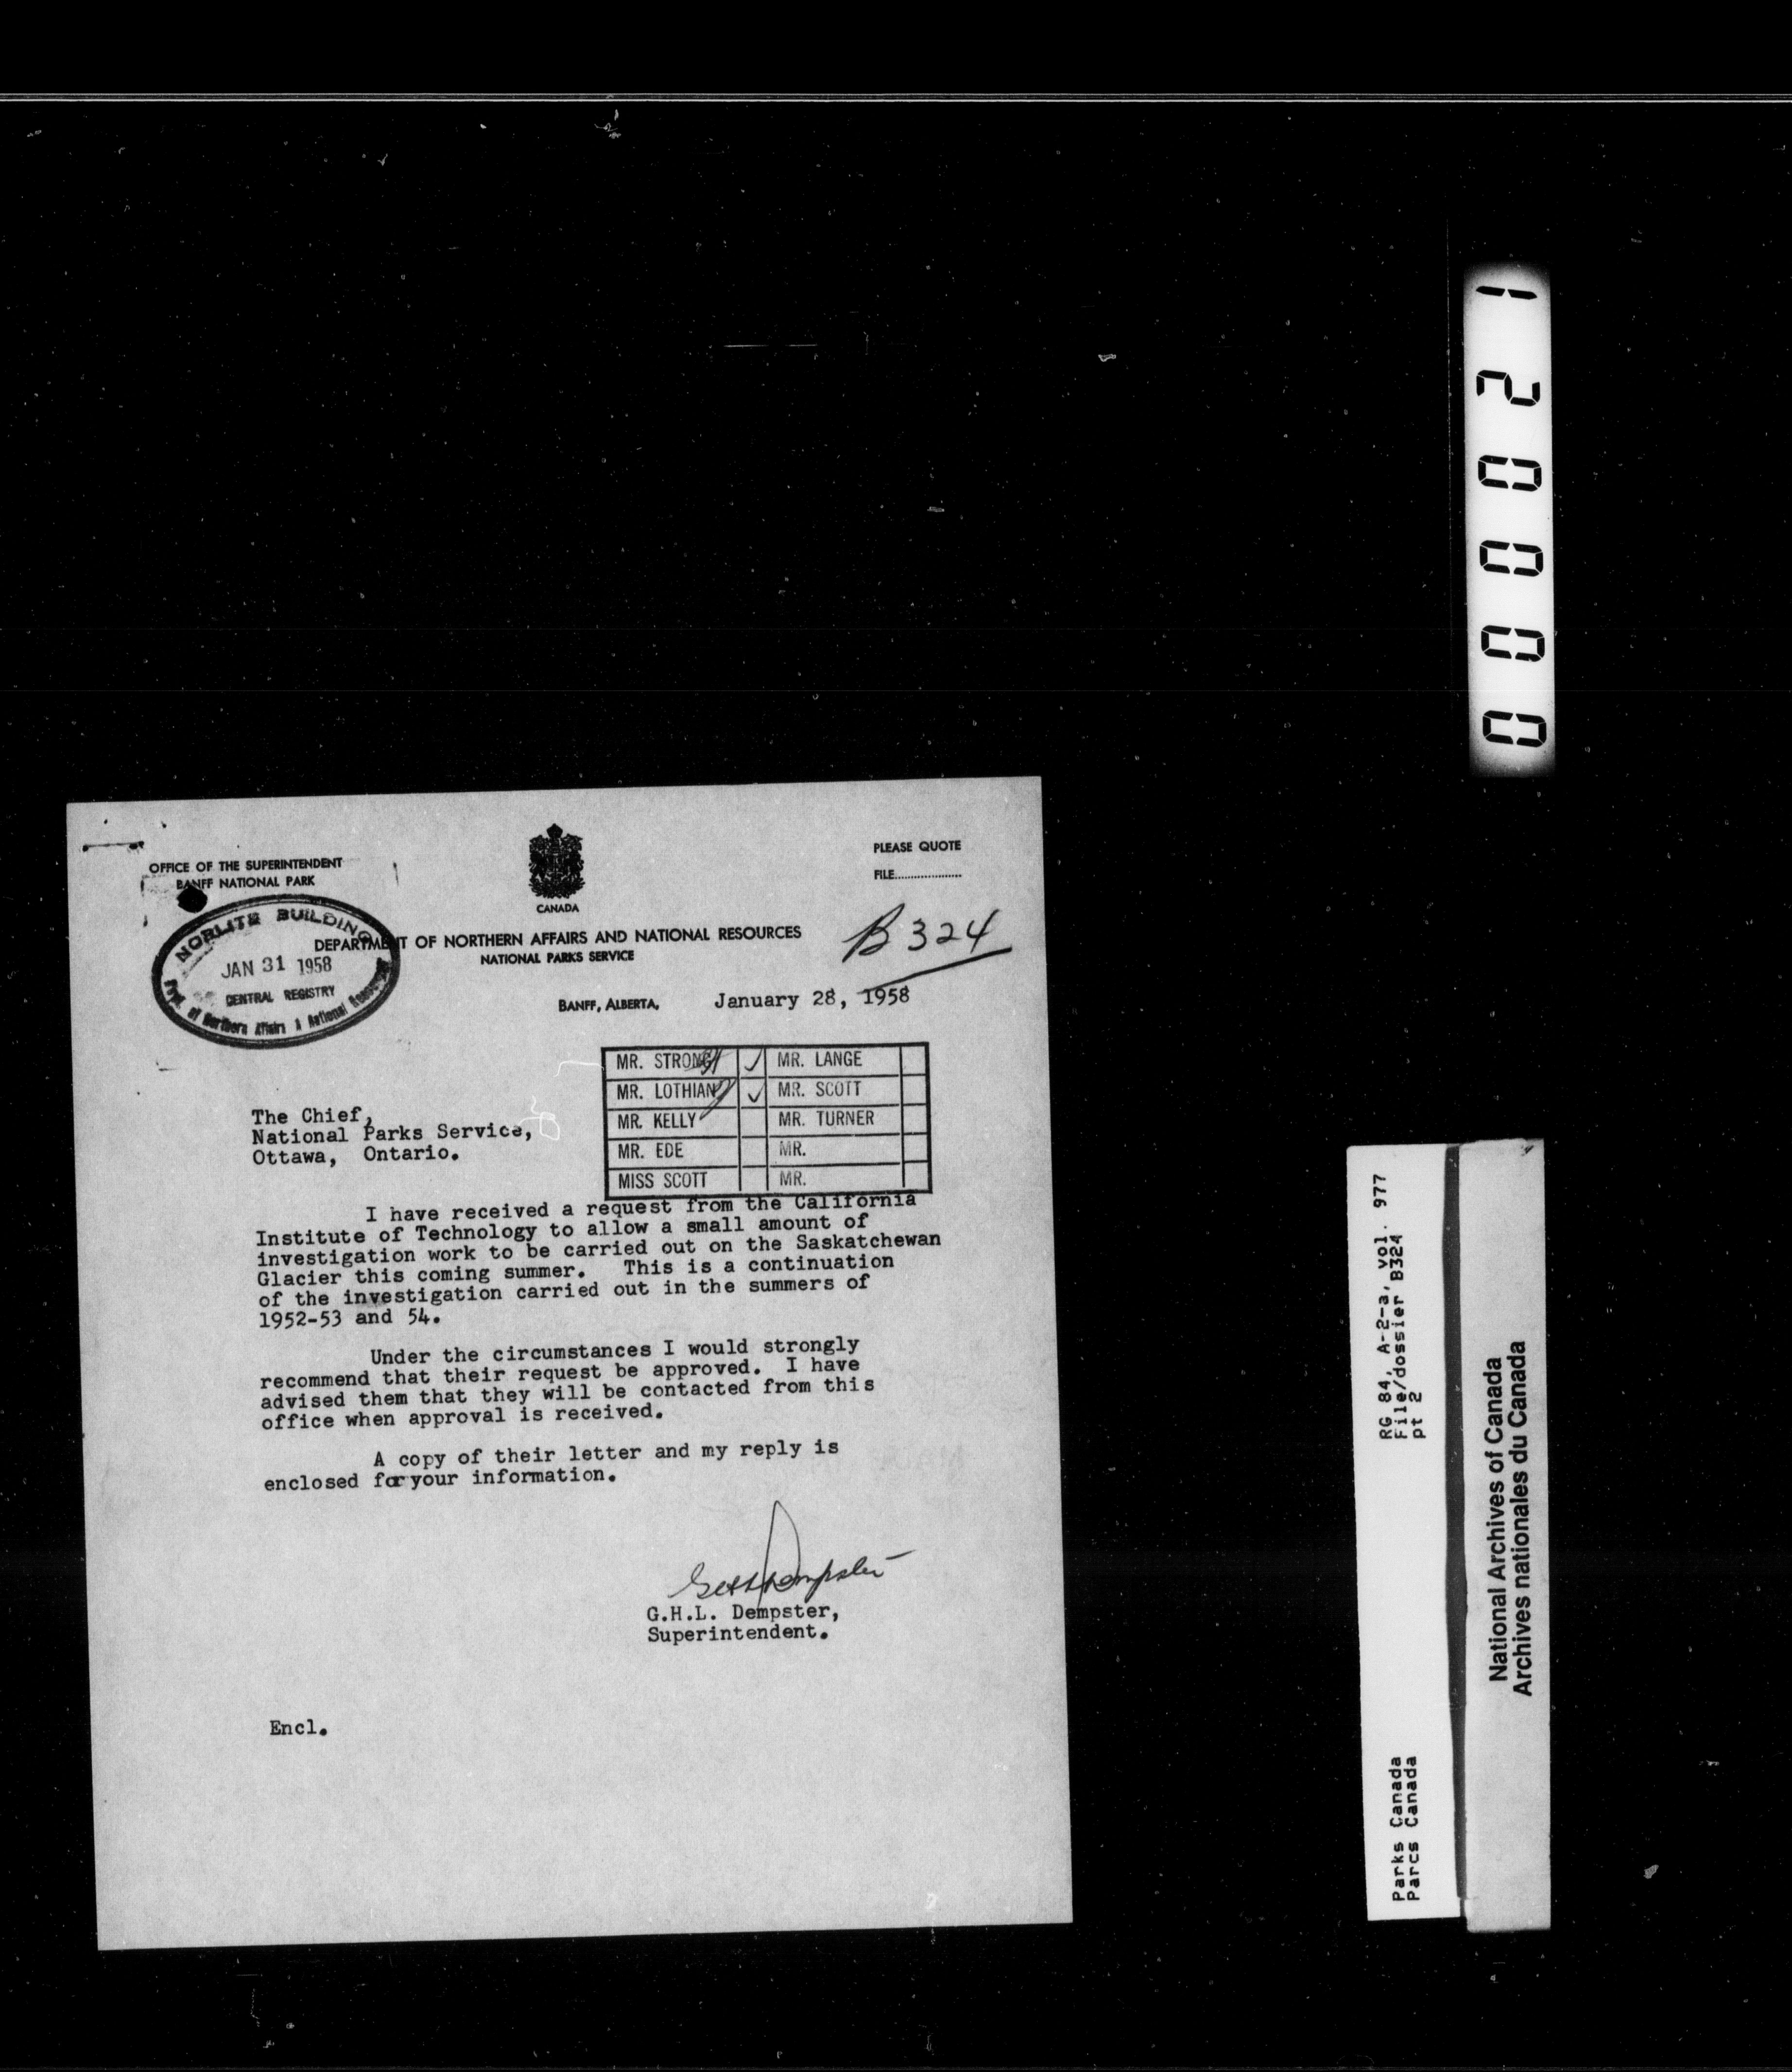 OFFICE OF THE SUPERINTENDENT
BANFF NATIONAL PARK
CANADA
PLEASE QUOTE
FILE...................
B324
NORLITE BUILDING
JAN 31 1958
CENTRAL REGISTRY
of Northern Affairs & National Resources
DEPARTMENT OF NORTHERN AFFAIRS AND NATIONAL RESOURCES
NATIONAL PARKS SERVICE
BANFF, ALBERTA, January 28, 1958
MR. STRONG ✓ MR. LANGE
MR. LOTHIAN ✓ MR. SCOTT
MR. KELLY MR. TURNER
MR. EDE MR.
MISS SCOTT MR.
The Chief,
National Parks Service,
Ottawa, Ontario.
I have received a request from the California
Institute of Technology to allow a small amount of
investigation work to be carried out on the Saskatchewan
Glacier this coming summer. This is a continuation
of the investigation carried out in the summers of
1952-53 and 54.
Under the circumstances I would strongly
recommend that their request be approved. I have
advised them that they will be contacted from this
office when approval is received.
A copy of their letter and my reply is
enclosed for your information.
GHLDempster
G.H.L. Dempster,
Superintendent.
Encl.
000021
RG 84, A-2-a, vol. 977
File/dossier B324
pt 2
Parks Canada
Parcs Canada
National Archives of Canada
Archives nationales du Canada